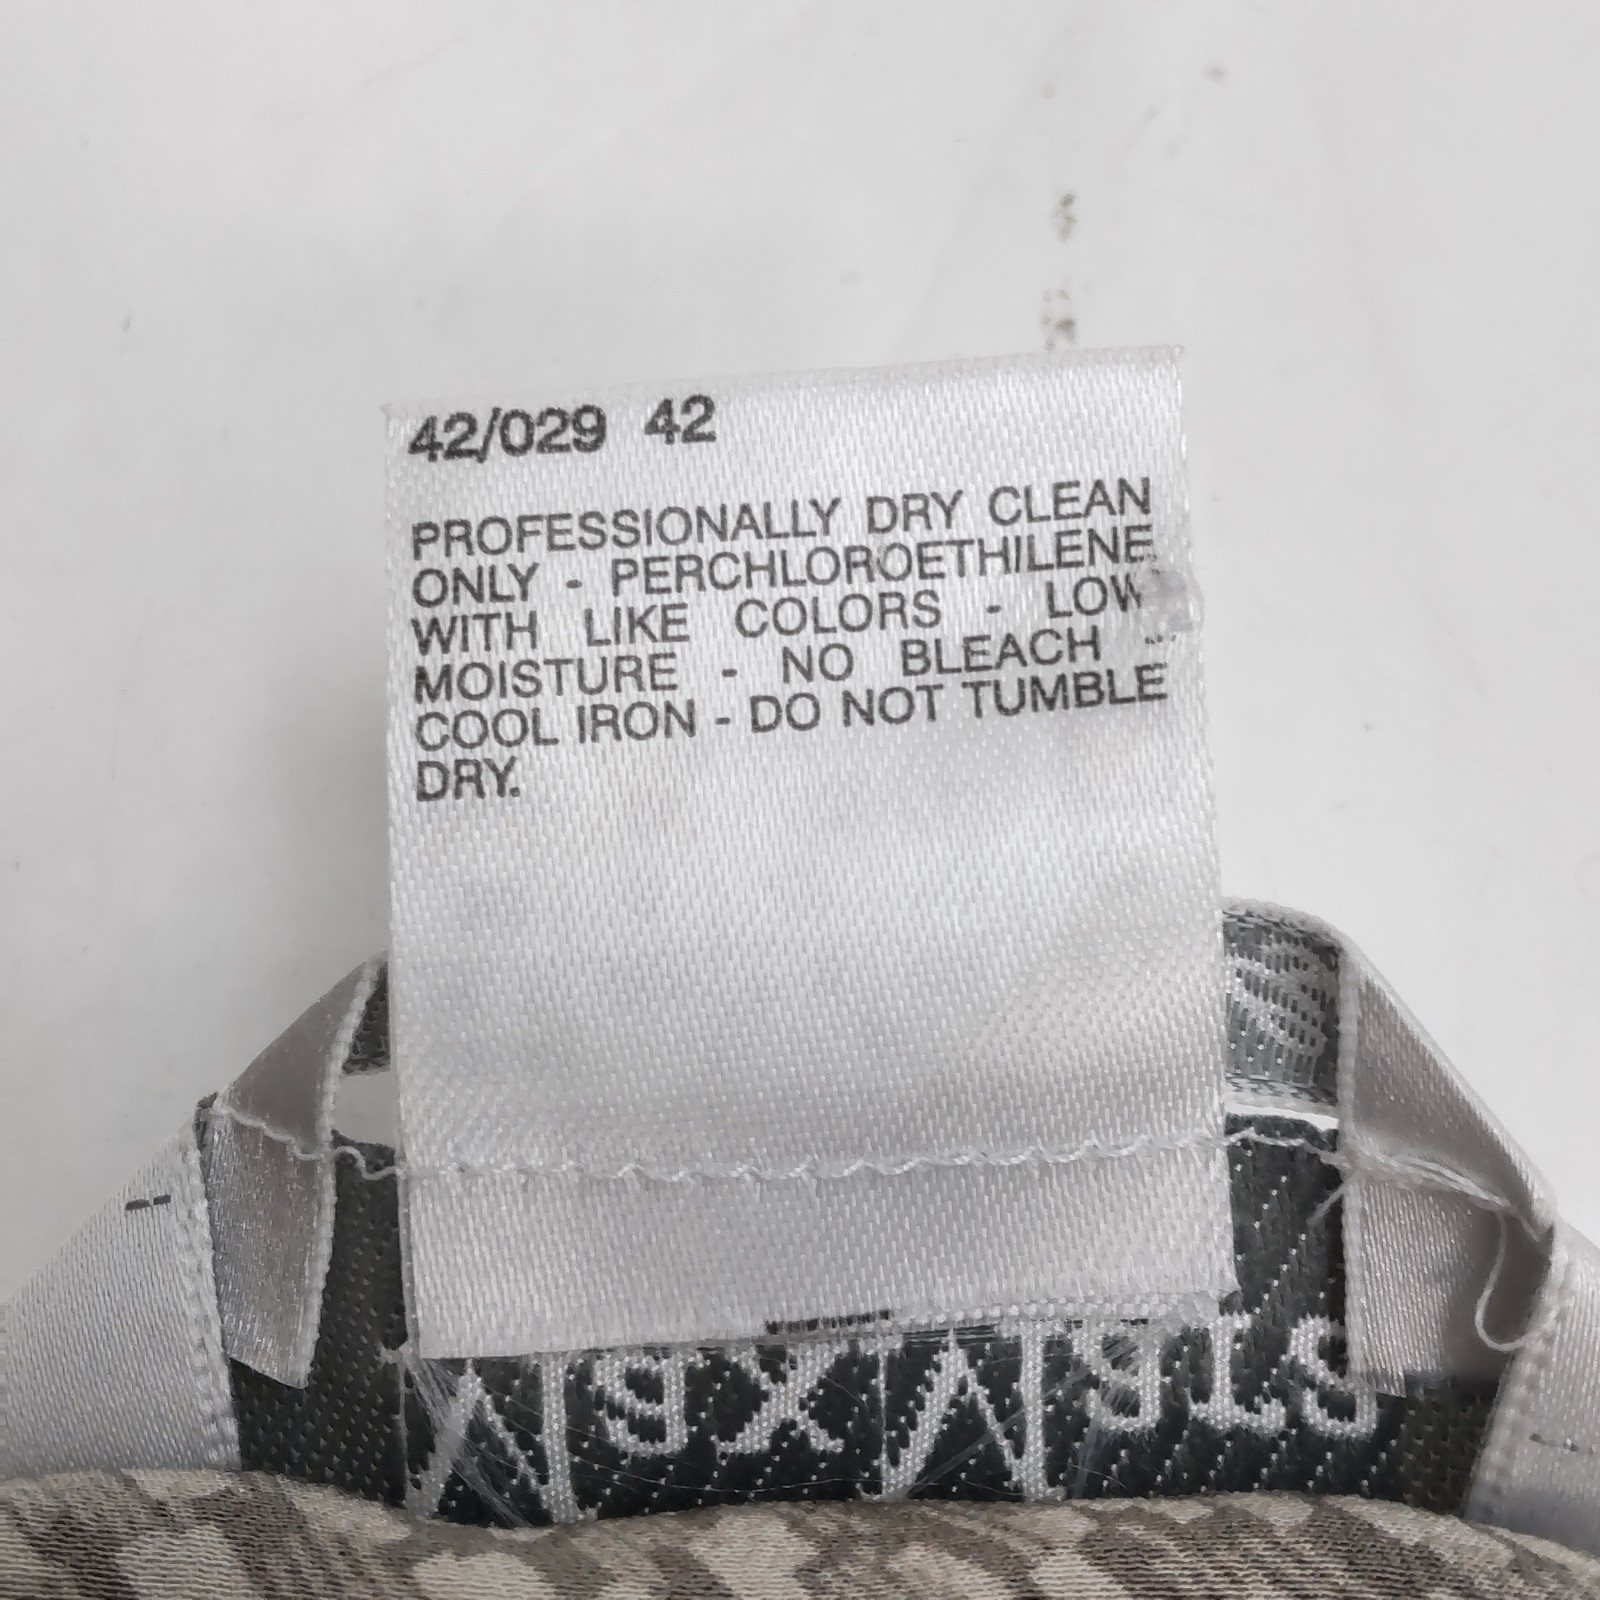 42/029 42
PROFESSIONALLY DRY CLEAN
ONLY - PERCHLOROETHILENE
WITH LIKE COLORS - LOW
MOISTURE - NO BLEACH -
COOL IRON - DO NOT TUMBLE
DRY.